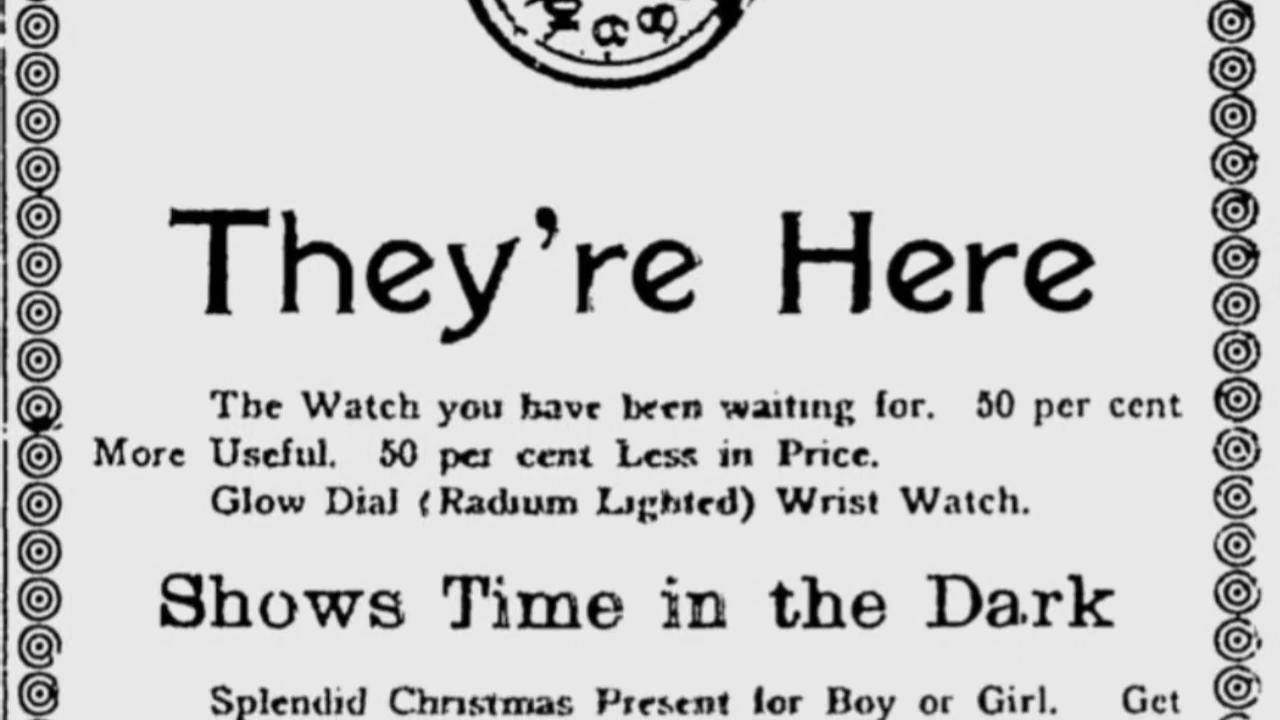 They're Here
The Watch you have been waiting for. 50 per cent
More Useful. 50 per cent Less in Price.
Glow Dial (Radium Lighted) Wrist Watch.
Shows Time in the Dark
Splendid Christmas Present for Boy or Girl. Get